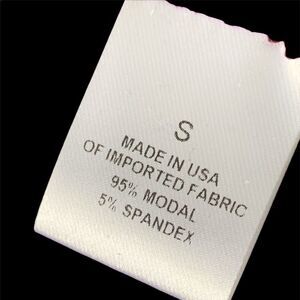 S
MADE IN USA
OF IMPORTED FABRIC
95% MODAL
5% SPANDEX